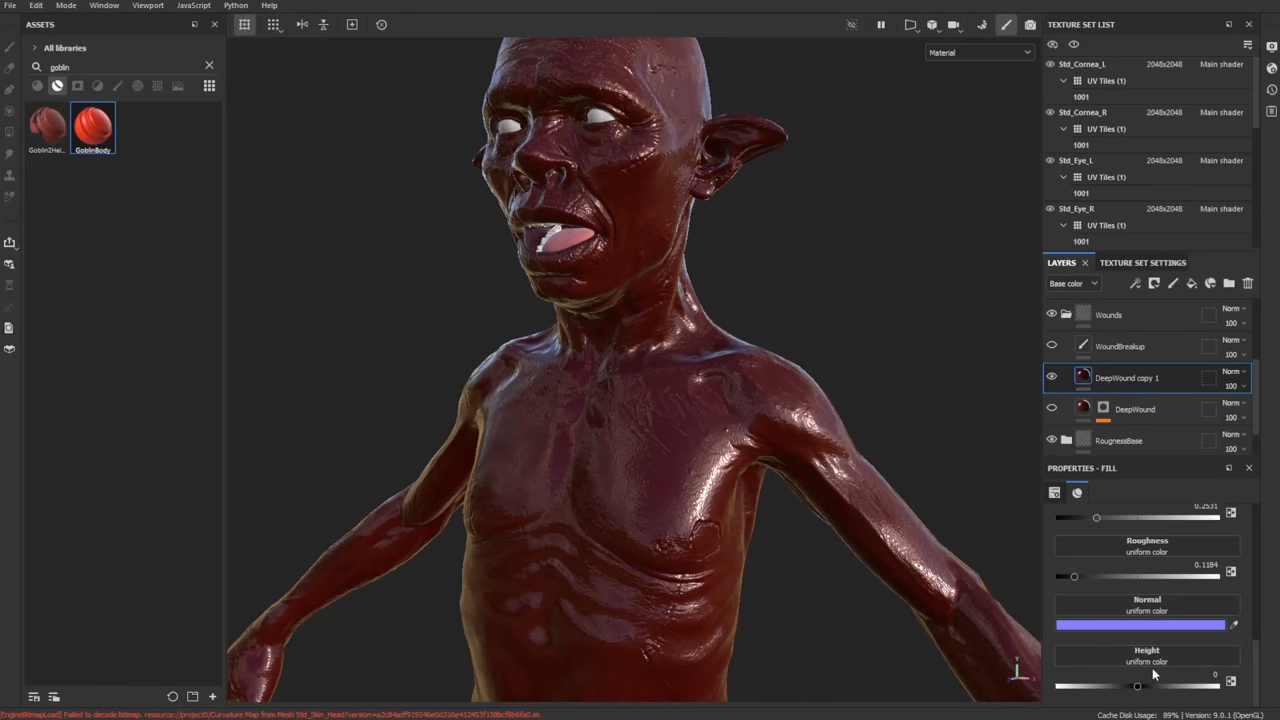 File Edit Mode Window Viewport JavaScript Python Help
ASSETS
All libraries
goblin
Goblin2Hel...
GoblinBody
Material
TEXTURE SET LIST
Std_Cornea_L 2048x2048 Main shader
UV Tiles (1)
1001
Std_Cornea_R 2048x2048 Main shader
UV Tiles (1)
1001
Std_Eye_L 2048x2048 Main shader
UV Tiles (1)
1001
Std_Eye_R 2048x2048 Main shader
UV Tiles (1)
1001
LAYERS TEXTURE SET SETTINGS
Base color
Wounds Norm
100
WoundBreakup Norm
100
DeepWound copy 1 Norm
100
DeepWound Norm
100
RougnessBase Norm
100
PROPERTIES - FILL
0.2531
Roughness
uniform color
0.1184
Normal
uniform color
Height
uniform color
0
Y
Cache Disk Usage: 89% | Version: 9.0.1 (OpenGL)